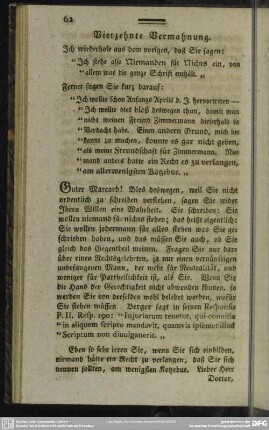 62
Vierzehnte Vermahnung.
Ich wiederhole aus dem vorigen, daß Sie sagen:
"Ich stehe also Niemanden für Nichts ein, von
"allem was die ganze Schrift enthält. „
Ferner sagen Sie kurz darauf:
"Ich wollte schon Anfangs Aprils d. J. hervortreten —
"Ich wollte dies bloß deswegen thun, damit man
"nicht meinen Freund Zimmermann dieserhalb in
"Verdacht habe. Einen andern Grund, mich be-
"kannt zu machen, konnte es gar nicht geben,
"als meine Freundschaft für Zimmermann. Nie-
"mand anders hatte ein Recht es zu verlangen,
"am allerwenigsten Kotzebue. „
Guter Marcard! Blos deswegen, weil Sie nicht
ordentlich zu schreiben verstehen, sagen Sie wider
Ihren Willen eine Wahrheit. Sie schreiben: Sie
wollen niemand für nichts stehen; das heißt eigentlich:
Sie wollen jedermann für alles stehen was Sie ge-
schrieben haben, und das müssen Sie auch, ob Sie
gleich das Gegentheil meinen. Fragen Sie nur dar-
über einen Rechtsgelehrten, ja nur einen vernünftigen
unbefangenen Mann, der mehr für Neutralität, und
weniger für Partheilichkeit ist, als Sie. Wenn Sie
die Hand der Gerechtigkeit nicht abwenden können, so
werden Sie von derselben wohl belehrt werden, wofür
Sie stehen müssen. Berger sagt in seinen Responsis
P. II. Resp. 190: "Injuriarum tenetur, qui convitia
"in aliquem scripto mandavit, quamvis ipsemet illud
"Scriptum non divulgaverit. „
Eben so sehr irren Sie, wenn Sie sich einbilden,
niemand hätte ein Recht zu verlangen, daß Sie sich
nennen sollten, am wenigsten Kotzebue. Lieber Herr
Doctor,